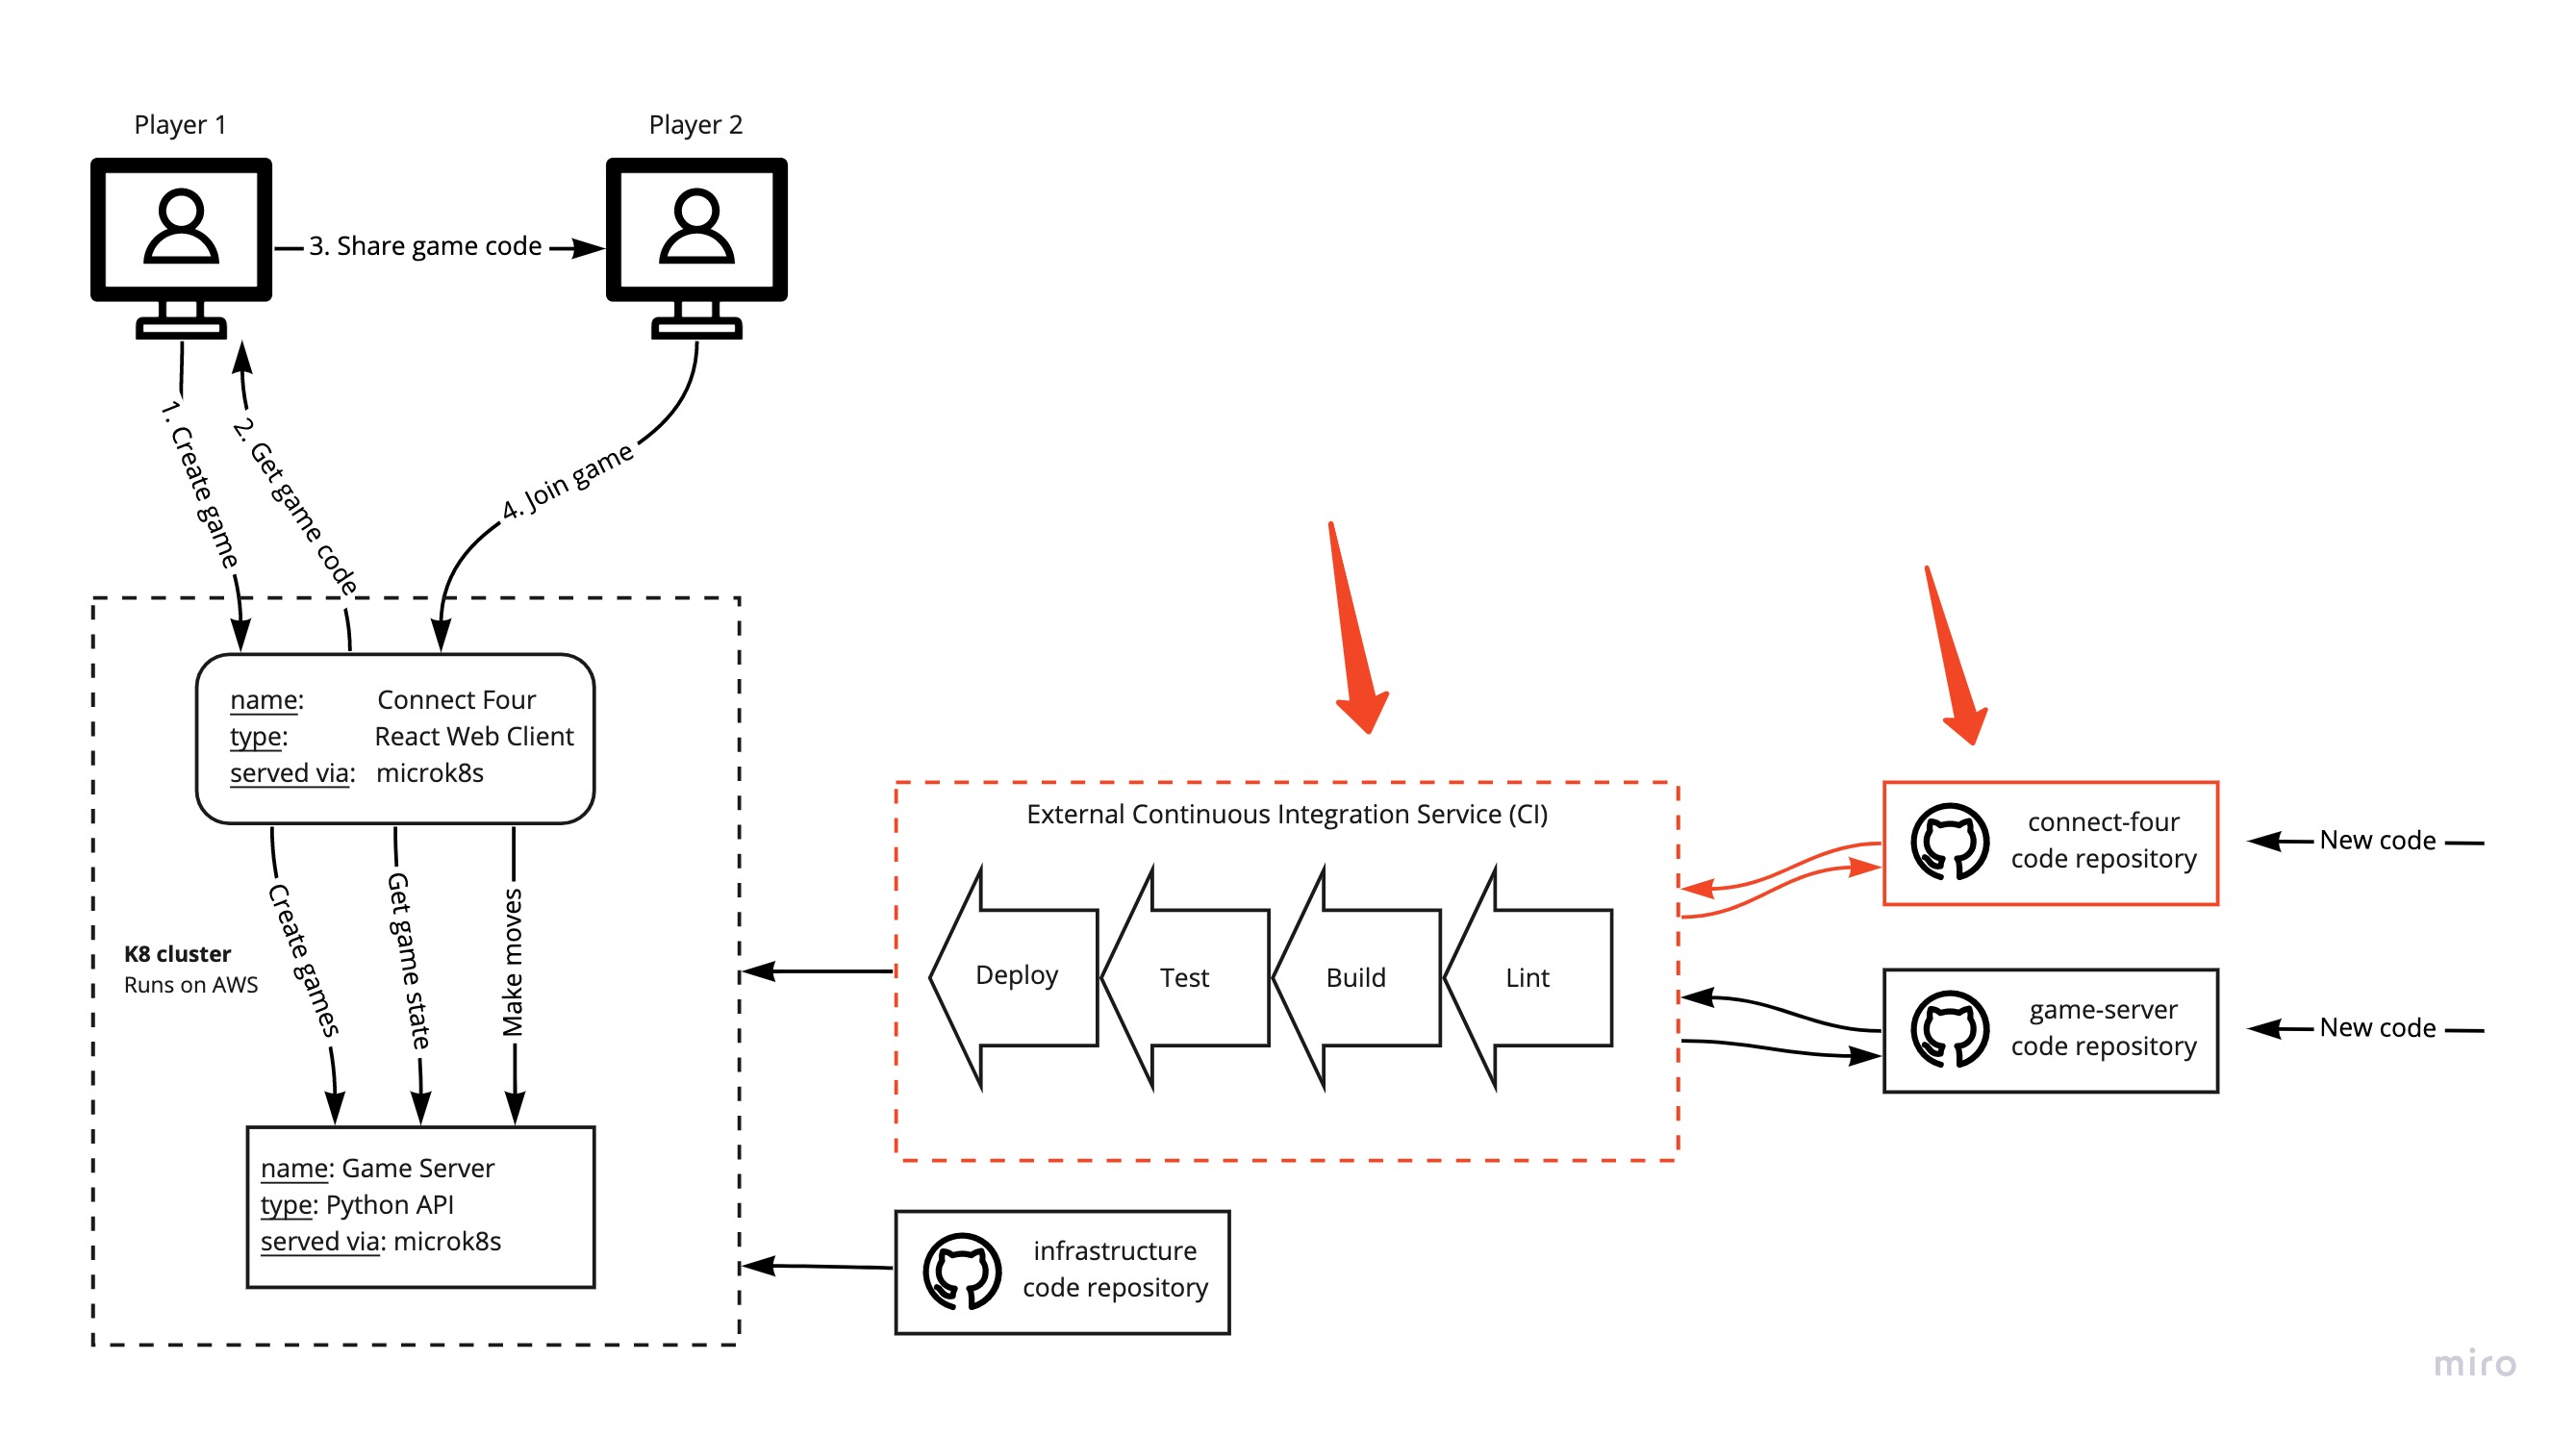 Player 1
Player 2
3. Share game code
1. Create game
2. Get game code
4. Join game
name: Connect Four
type: React Web Client
served via: microk8s
Create games
Get game state
Make moves
K8 cluster
Runs on AWS
name: Game Server
type: Python API
served via: microk8s
External Continuous Integration Service (CI)
Deploy
Test
Build
Lint
connect-four
code repository
New code
game-server
code repository
New code
infrastructure
code repository
miro